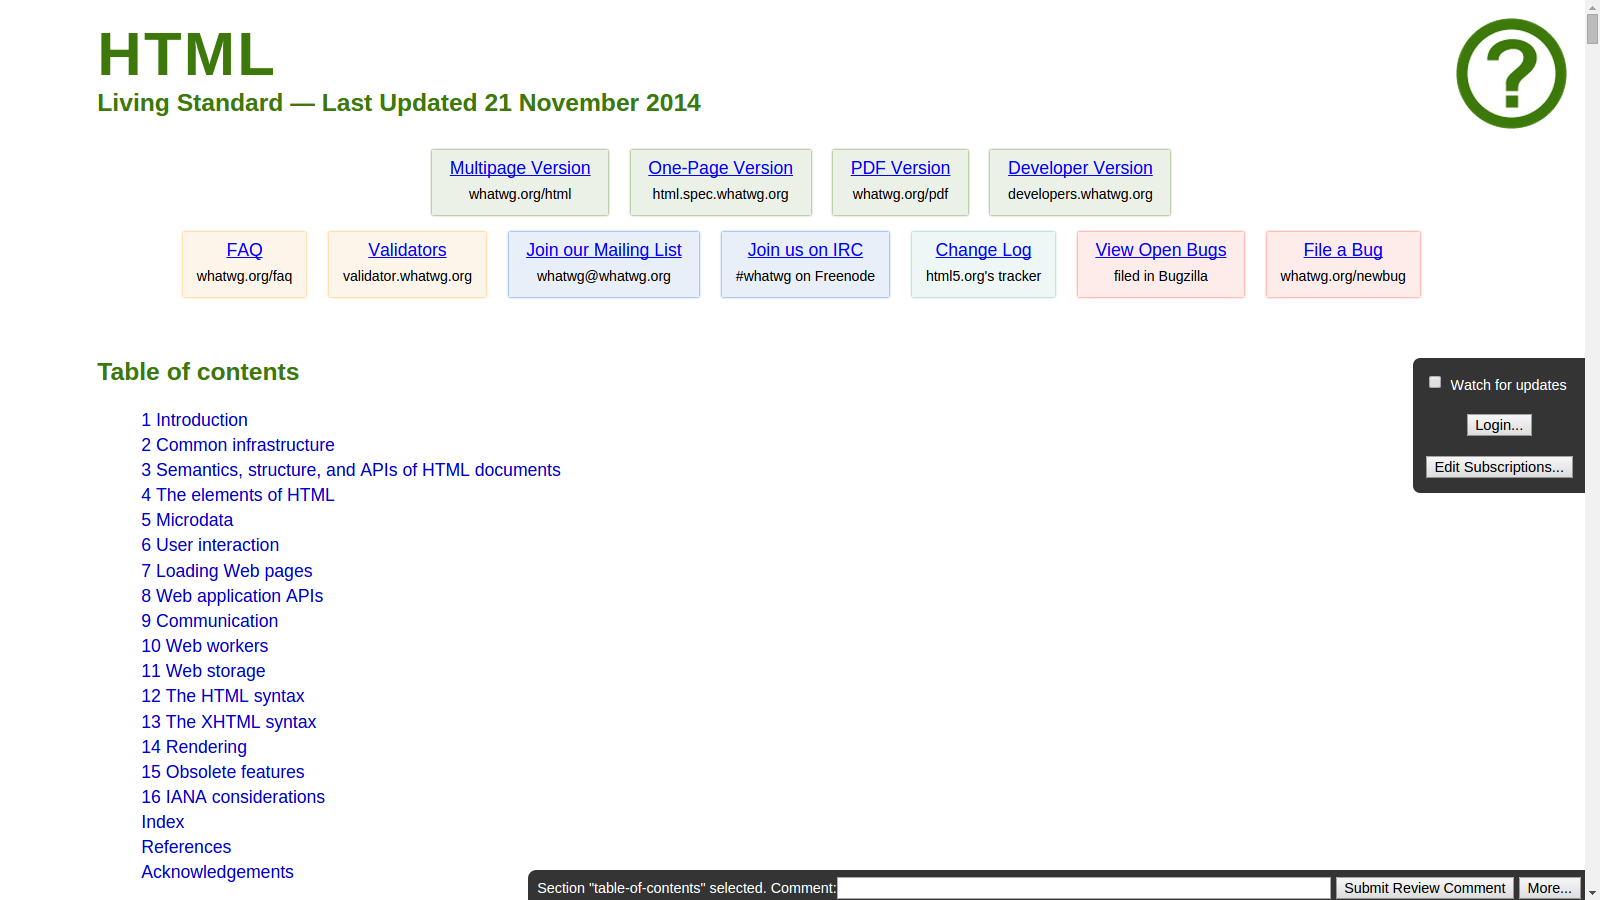 HTML
Living Standard — Last Updated 21 November 2014
?
Multipage Version
whatwg.org/html
One-Page Version
html.spec.whatwg.org
PDF Version
whatwg.org/pdf
Developer Version
developers.whatwg.org
FAQ
whatwg.org/faq
Validators
validator.whatwg.org
Join our Mailing List
whatwg@whatwg.org
Join us on IRC
#whatwg on Freenode
Change Log
html5.org's tracker
View Open Bugs
filed in Bugzilla
File a Bug
whatwg.org/newbug
Table of contents
1 Introduction
2 Common infrastructure
3 Semantics, structure, and APIs of HTML documents
4 The elements of HTML
5 Microdata
6 User interaction
7 Loading Web pages
8 Web application APIs
9 Communication
10 Web workers
11 Web storage
12 The HTML syntax
13 The XHTML syntax
14 Rendering
15 Obsolete features
16 IANA considerations
Index
References
Acknowledgements
Watch for updates
Login...
Edit Subscriptions...
Section "table-of-contents" selected. Comment:
Submit Review Comment
More...